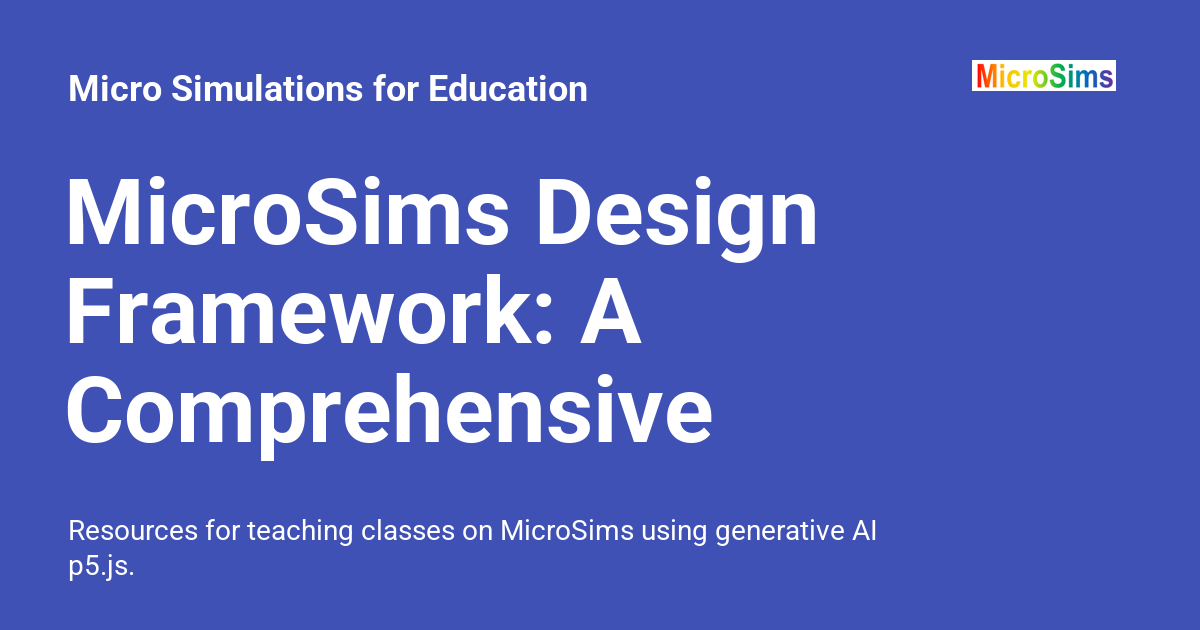 Micro Simulations for Education
MicroSims
MicroSims Design
Framework: A
Comprehensive
Resources for teaching classes on MicroSims using generative AI
p5.js.